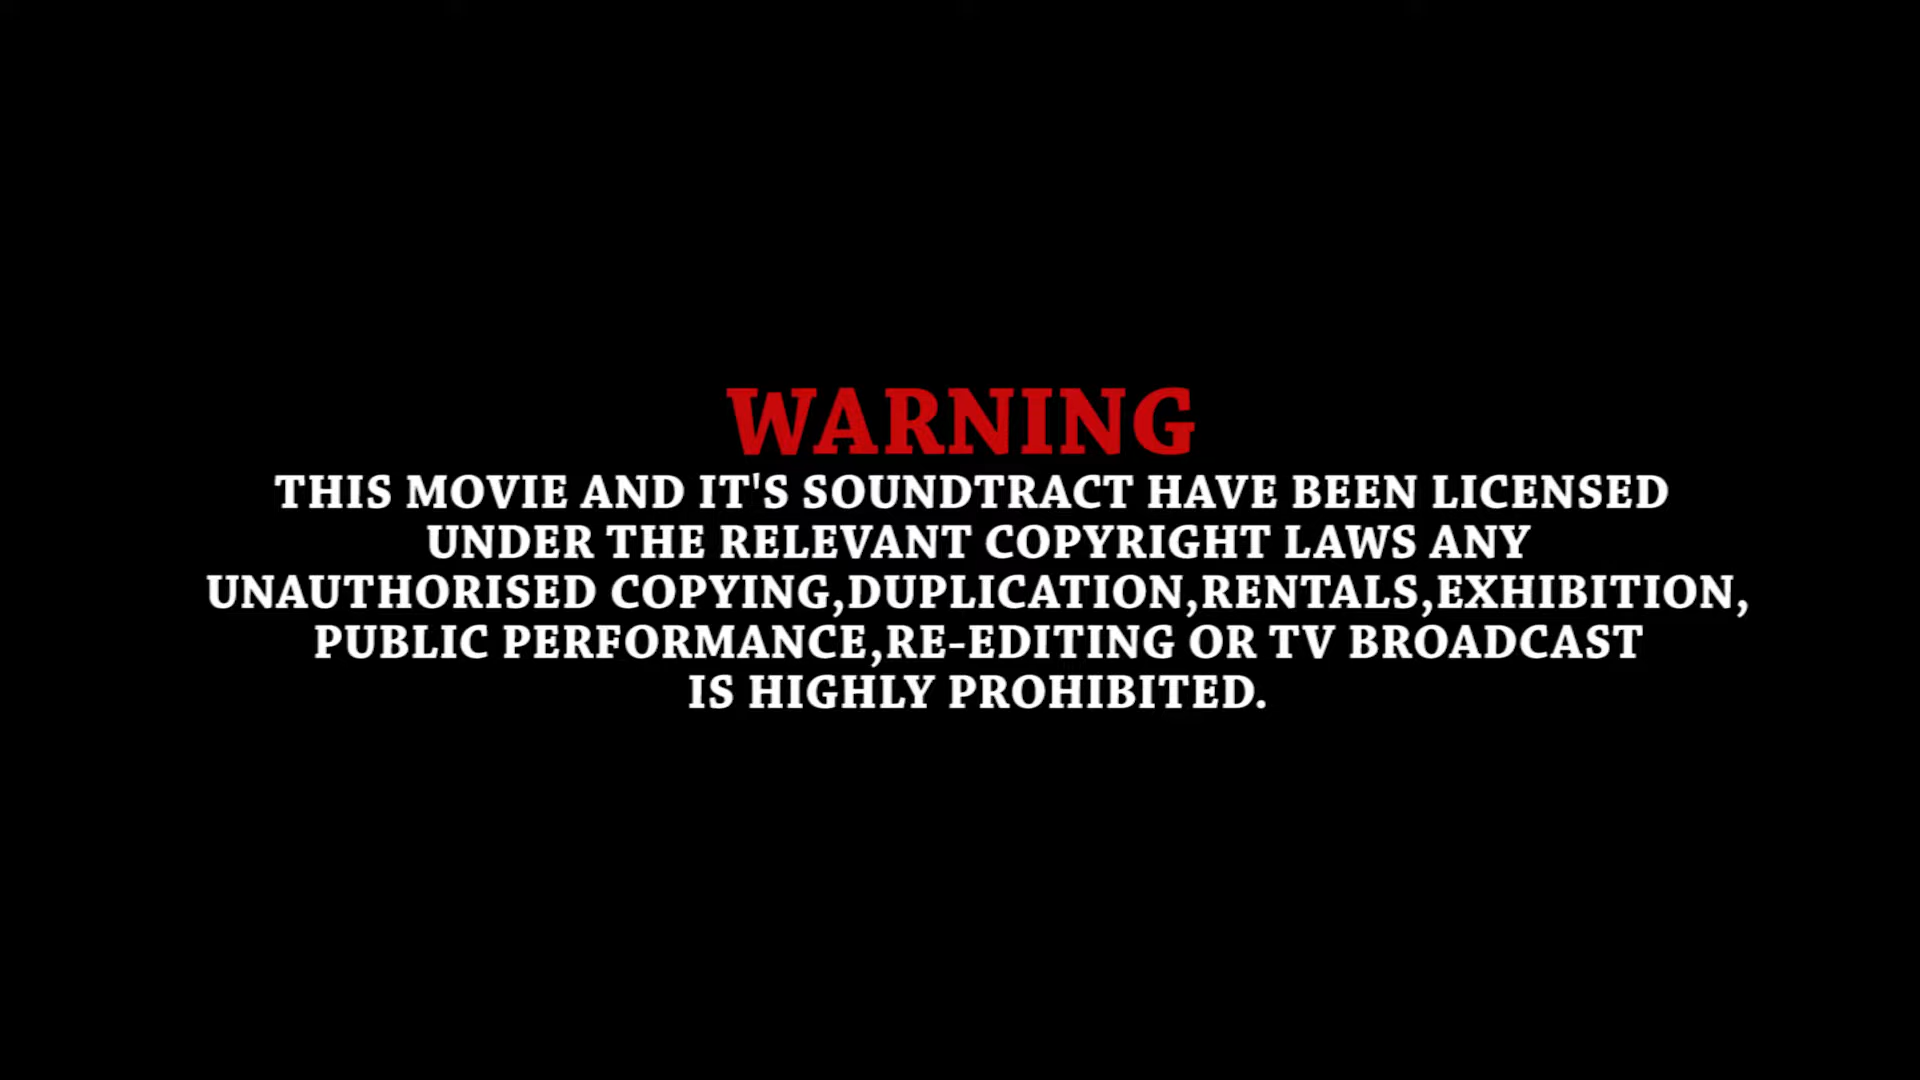 WARNING
THIS MOVIE AND IT'S SOUNDTRACT HAVE BEEN LICENSED
UNDER THE RELEVANT COPYRIGHT LAWS ANY
UNAUTHORISED COPYING,DUPLICATION,RENTALS,EXHIBITION,
PUBLIC PERFORMANCE,RE-EDITING OR TV BROADCAST
IS HIGHLY PROHIBITED.